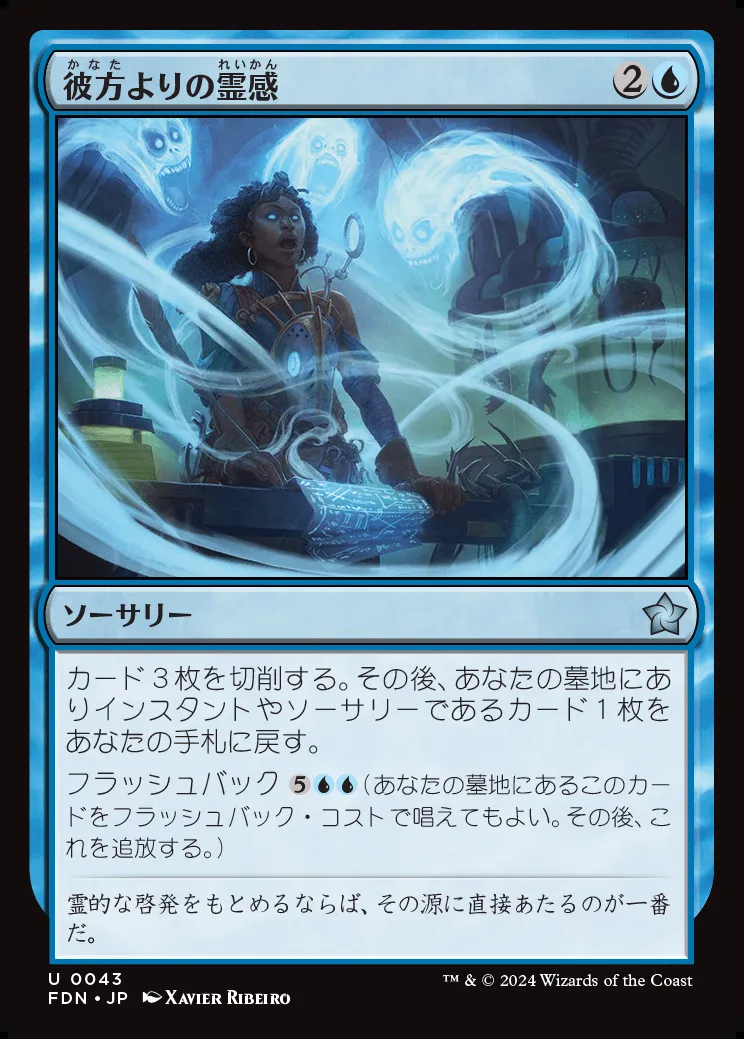 かなた れいかん
彼方よりの霊感 2
ソーサリー
カード3枚を切削する。その後、あなたの墓地にあ
りインスタントやソーサリーであるカード1枚を
あなたの手札に戻す。
フラッシュバック 5（あなたの墓地にあるこのカー
ドをフラッシュバック・コストで唱えてもよい。その後、こ
れを追放する。）
霊的な啓発をもとめるならば、その源に直接あたるのが一番
だ。
U 0043
FDN • JP Xavier Ribeiro
™ & © 2024 Wizards of the Coast